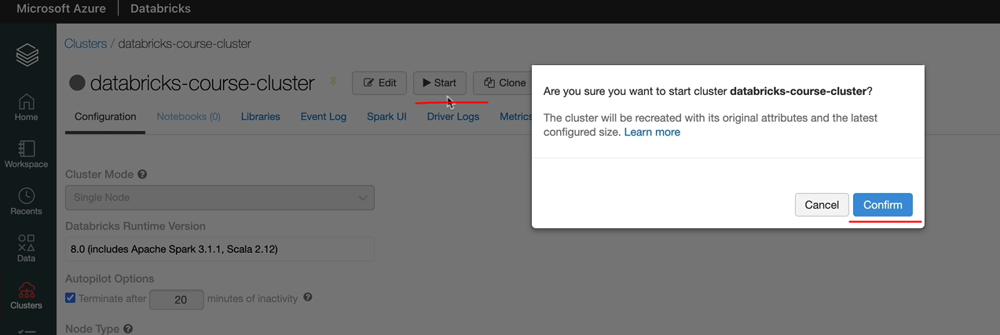 Microsoft Azure | Databricks
Clusters / databricks-course-cluster
databricks-course-cluster
Edit
Start
Clone
Configuration
Notebooks (0)
Libraries
Event Log
Spark UI
Driver Logs
Metrics
Home
Workspace
Recents
Data
Clusters
Cluster Mode ?
Single Node
Databricks Runtime Version
8.0 (includes Apache Spark 3.1.1, Scala 2.12)
Autopilot Options
Terminate after 20 minutes of inactivity ?
Node Type ?
Are you sure you want to start cluster databricks-course-cluster?
The cluster will be recreated with its original attributes and the latest
configured size. Learn more
Cancel
Confirm